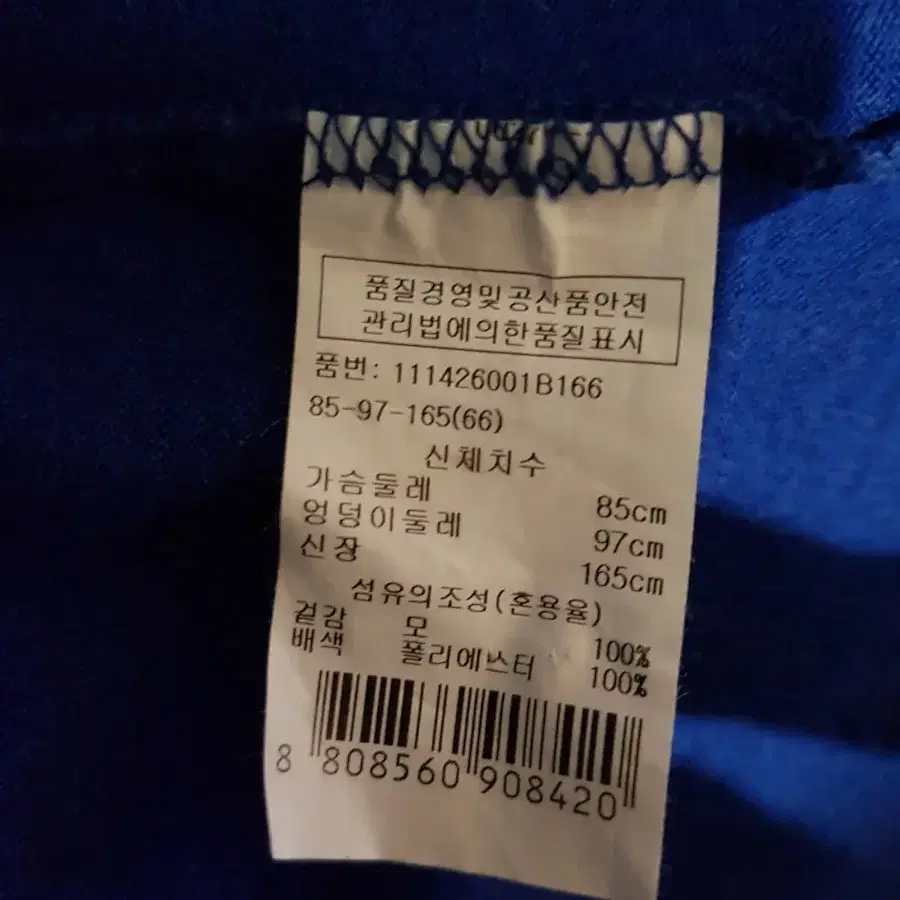 품질경영및공산품안전
관리법에의한품질표시
품번: 111426001B166
85-97-165(66)
신체치수
가슴둘레 85cm
엉덩이둘레 97cm
신장 165cm
섬유의조성(혼용율)
겉감 모 100%
배색 폴리에스터 100%
8 808560 908420